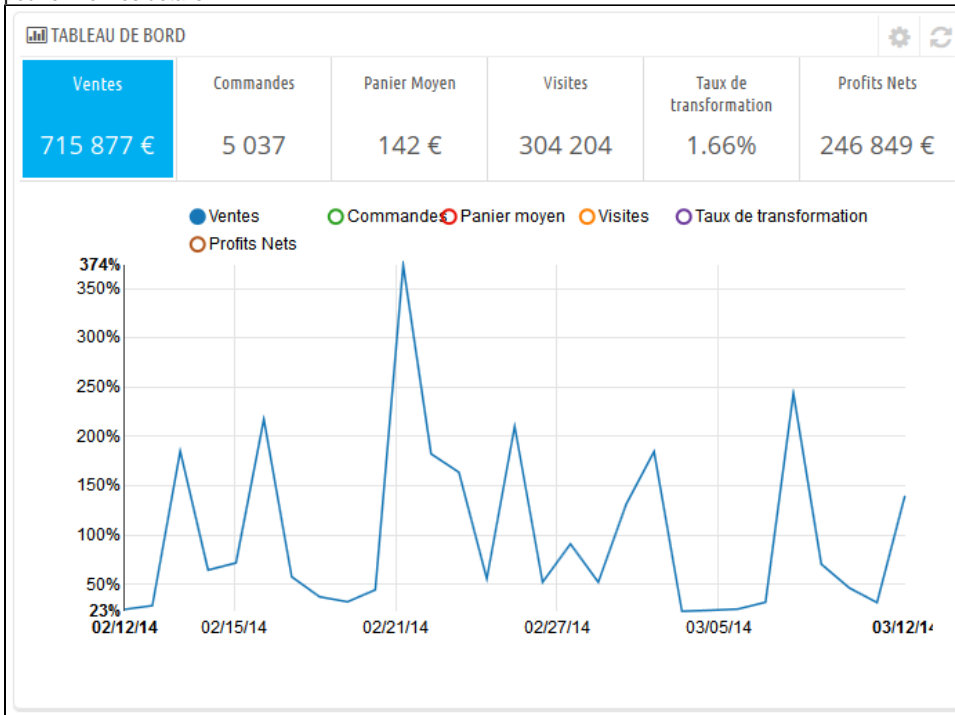 TABLEAU DE BORD
Ventes Commandes Panier Moyen Visites Taux de transformation Profits Nets
715 877 € 5 037 142 € 304 204 1.66% 246 849 €
Ventes Commandes Panier moyen Visites Taux de transformation
Profits Nets
374%
350%
300%
250%
200%
150%
100%
50%
23%
02/12/14 02/15/14 02/21/14 02/27/14 03/05/14 03/12/14